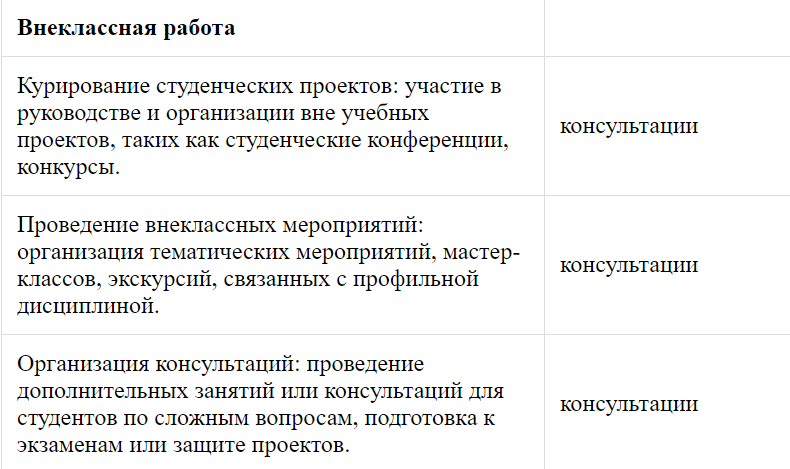 Внеклассная работа
Курирование студенческих проектов: участие в
руководстве и организации вне учебных
проектов, таких как студенческие конференции,
конкурсы.
консультации
Проведение внеклассных мероприятий:
организация тематических мероприятий, мастер-
классов, экскурсий, связанных с профильной
дисциплиной.
консультации
Организация консультаций: проведение
дополнительных занятий или консультаций для
студентов по сложным вопросам, подготовка к
экзаменам или защите проектов.
консультации